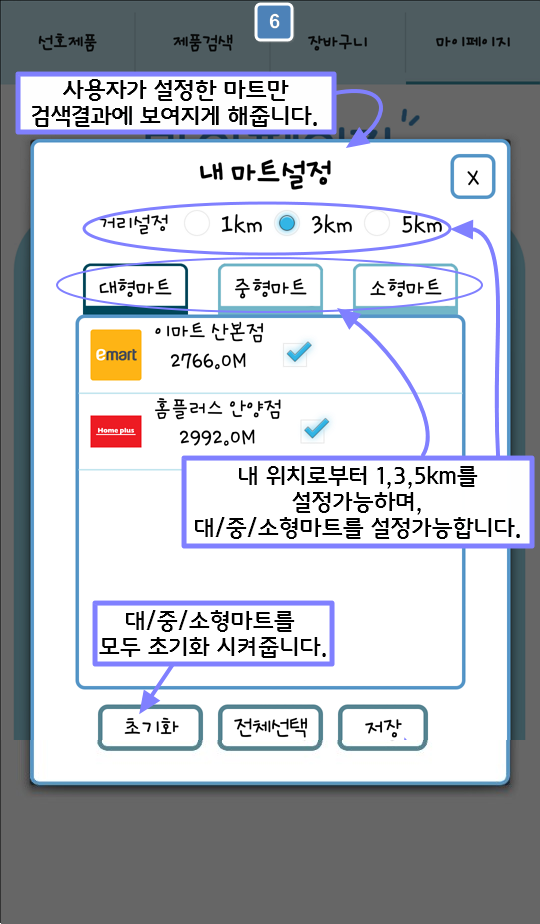 6
선호제품 제품검색 장바구니 마이페이지
사용자가 설정한 마트만
검색결과에 보여지게 해줍니다.
내 마트설정
X
거리설정 1km 3km 5km
대형마트 중형마트 소형마트
emart
이마트 산본점
2766.0M
Home plus
홈플러스 안양점
2992.0M
내 위치로부터 1,3,5km를
설정가능하며,
대/중/소형마트를 설정가능합니다.
대/중/소형마트를
모두 초기화 시켜줍니다.
초기화 전체선택 저장